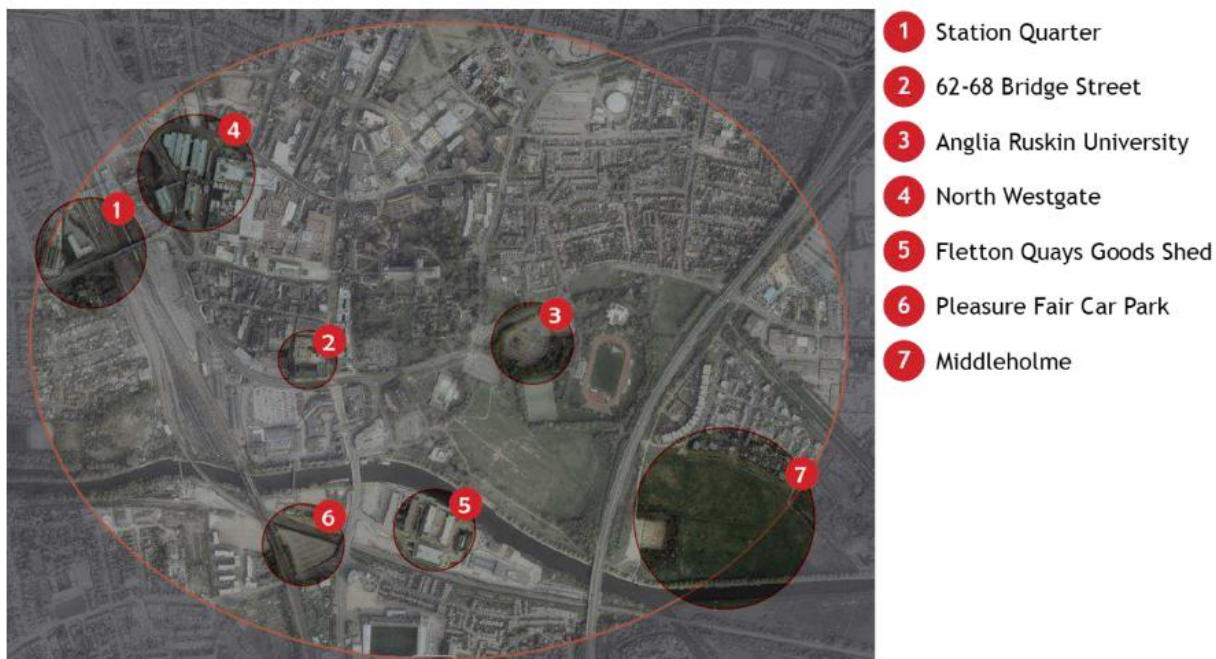 1 Station Quarter
2 62-68 Bridge Street
3 Anglia Ruskin University
4 North Westgate
5 Fletton Quays Goods Shed
6 Pleasure Fair Car Park
7 Middleholme
4
1
3
2
7
5
6